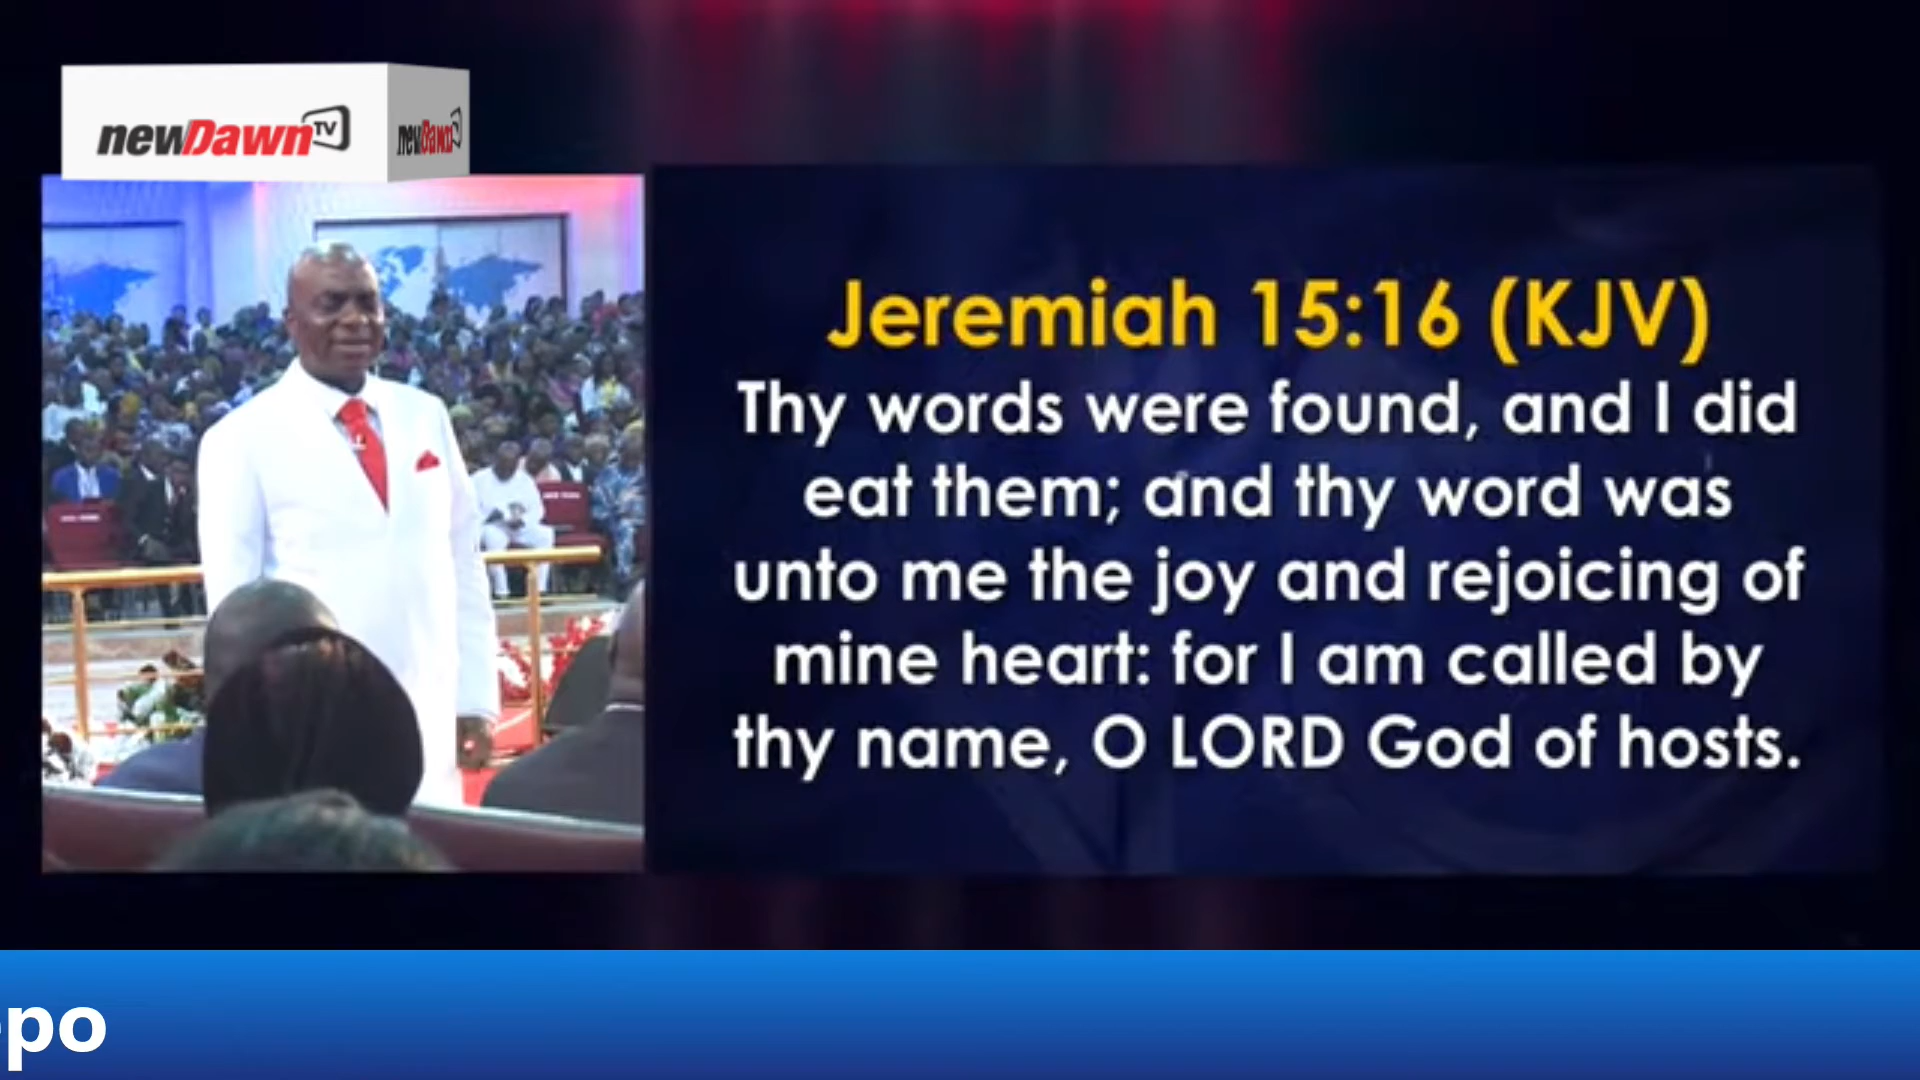 newDawn TV
newDawn
Jeremiah 15:16 (KJV)
Thy words were found, and I did
eat them; and thy word was
unto me the joy and rejoicing of
mine heart: for I am called by
thy name, O LORD God of hosts.
po